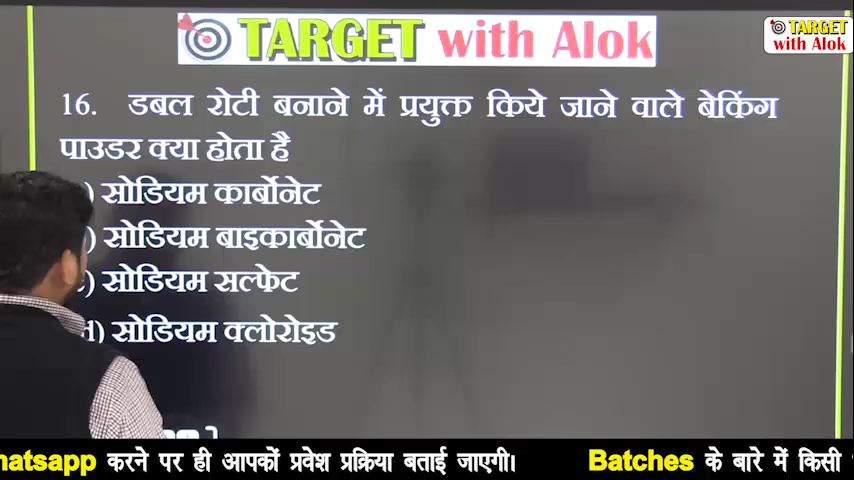 TARGET with Alok
TARGET
with Alok
16. डबल रोटी बनाने में प्रयुक्त किये जाने वाले बेकिंग
पाउडर क्या होता है
) सोडियम कार्बोनेट
) सोडियम बाइकार्बोनेट
) सोडियम सल्फेट
) सोडियम क्लोरोइड
hatsapp करने पर ही आपकों प्रवेश प्रक्रिया बताई जाएगी। Batches के बारे में किसी